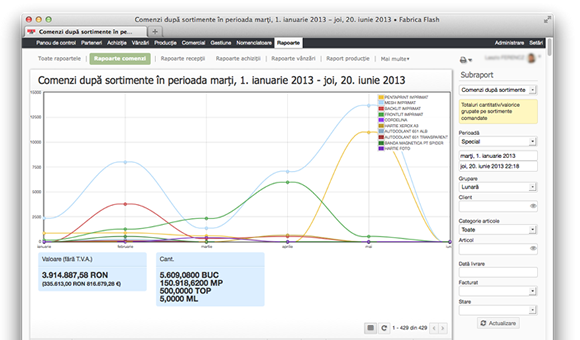 Comenzi după sortimente în perioada marți, 1. ianuarie 2013 – joi, 20. iunie 2013 • Fabrica Flash
Comenzi după sortimente în pe...
Panou de control Parteneri Achiziții Vânzări Producție Comercial Gestiune Nomenclatoare Rapoarte Administrare Setări
Toate rapoartele Rapoarte comenzi Rapoarte recepții Rapoarte achiziții Rapoarte vânzări Raport producție Mai multe
Comenzi după sortimente în perioada marți, 1. ianuarie 2013 - joi, 20. iunie 2013
15000
12500
10000
7500
5000
2500
0
ianuarie februarie martie aprilie mai iun
PENTAPRINT IMPRIMAT
MESH IMPRIMAT
BACKLIT IMPRIMAT
FRONTLIT IMPRIMAT
CORDELINA
HARTIE XEROX A3
AUTOCOLANT 651 ALB
AUTOCOLANT 651 TRANSPARENT
BANDA MAGNETICA PT SPIDER
HARTIE FOTO
Valoare (fără T.V.A.)
3.914.887,58 RON
(335.613,00 RON 816.679,28 €)
Cant.
5.609,0800 BUC
150.918,6200 MP
500,0000 TOP
5,0000 ML
1 - 429 din 429
Subraport
Comenzi după sortimente
Totaluri cantitativ/valorice
grupate pe sortimente
comandate
Perioadă
Special
marți, 1. ianuarie 2013
joi, 20. iunie 2013 22:18
Grupare
Lunară
Client
Categorie articole
Toate
Articol
Dată livrare
Facturat
Stare
Actualizare